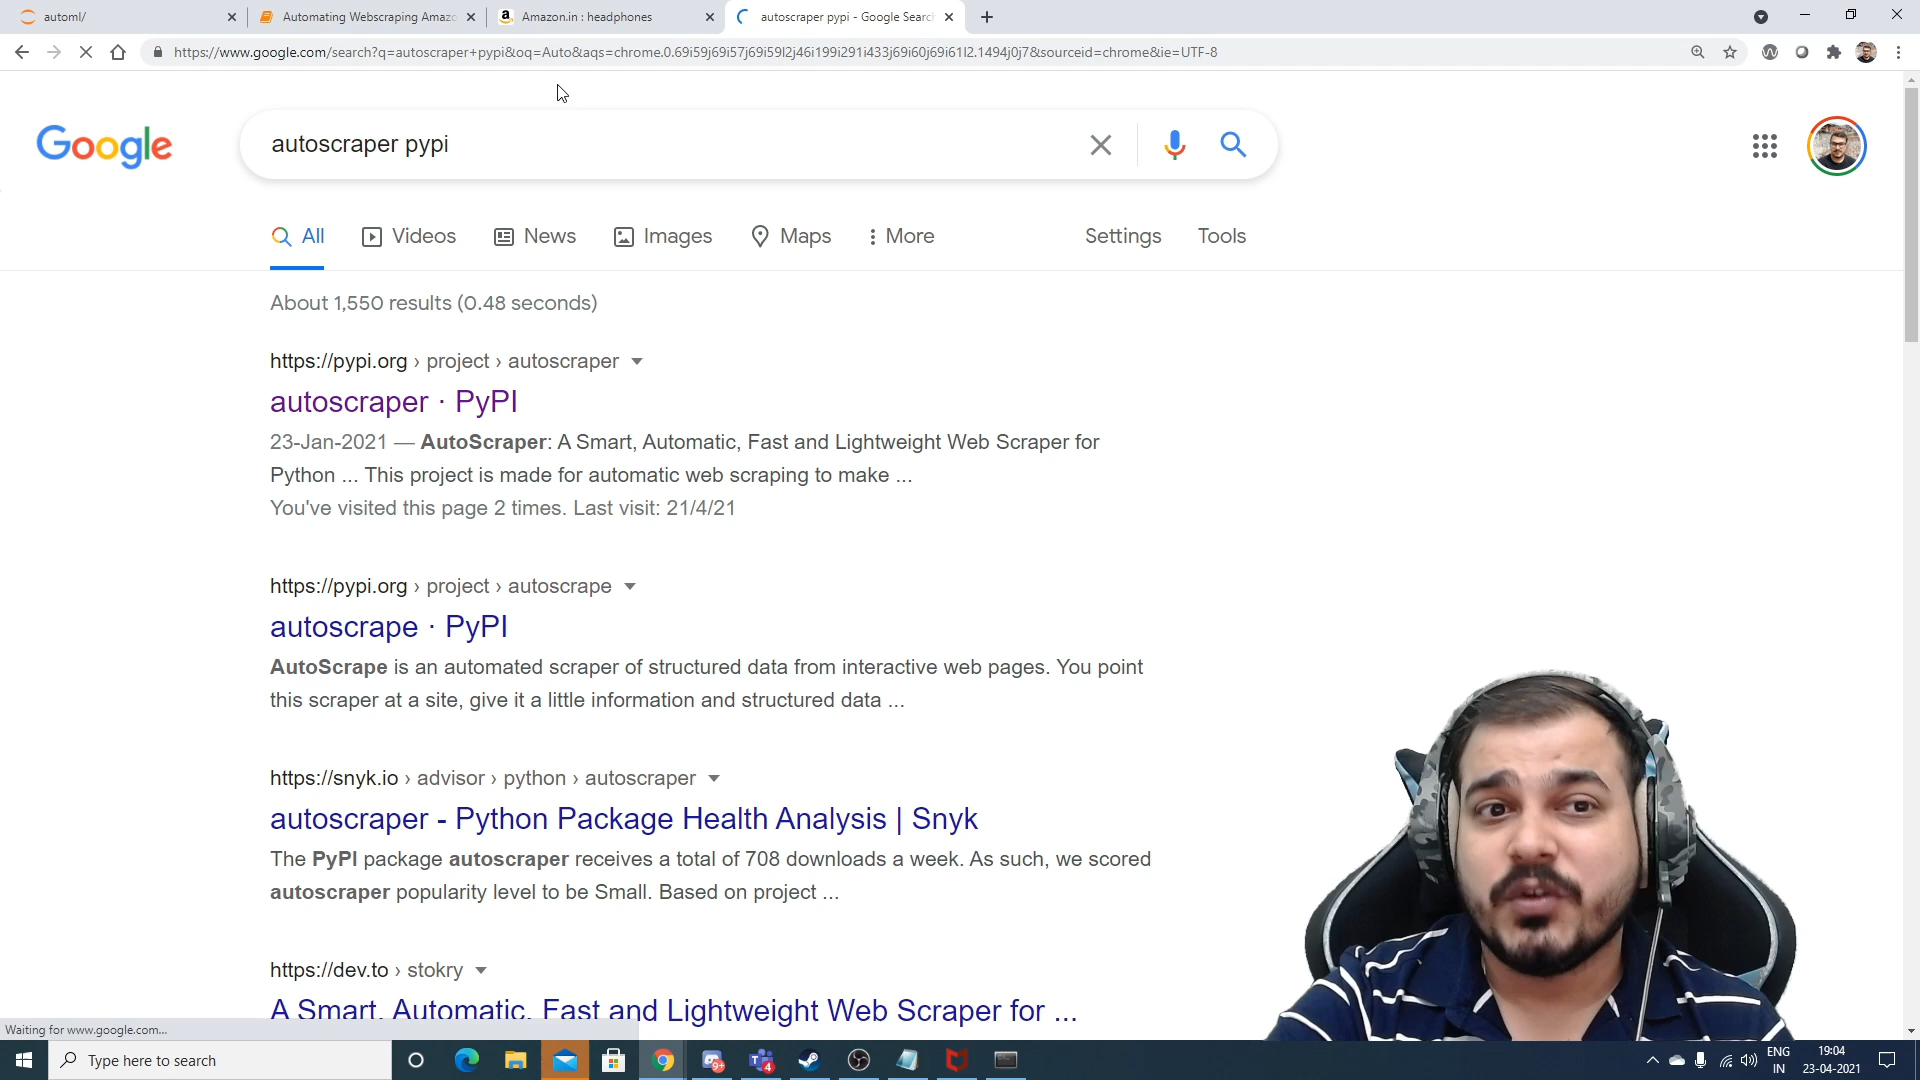 automl/
Automating Webscraping Amazo
Amazon.in : headphones
autoscraper pypi - Google Searc
https://www.google.com/search?q=autoscraper+pypi&oq=Auto&aqs=chrome.0.69i59j69i57j69i59l2j46i199i291i433j69i60j69i61l2.1494j0j7&sourceid=chrome&ie=UTF-8
Google
autoscraper pypi
All
Videos
News
Images
Maps
More
Settings
Tools
About 1,550 results (0.48 seconds)
https://pypi.org › project › autoscraper
autoscraper · PyPI
23-Jan-2021 — AutoScraper: A Smart, Automatic, Fast and Lightweight Web Scraper for
Python ... This project is made for automatic web scraping to make ...
You've visited this page 2 times. Last visit: 21/4/21
https://pypi.org › project › autoscrape
autoscrape · PyPI
AutoScrape is an automated scraper of structured data from interactive web pages. You point
this scraper at a site, give it a little information and structured data ...
https://snyk.io › advisor › python › autoscraper
autoscraper - Python Package Health Analysis | Snyk
The PyPI package autoscraper receives a total of 708 downloads a week. As such, we scored
autoscraper popularity level to be Small. Based on project ...
https://dev.to › stokry
A Smart, Automatic, Fast and Lightweight Web Scraper for ...
Waiting for www.google.com...
Type here to search
9+
4
ENG
IN
19:04
23-04-2021